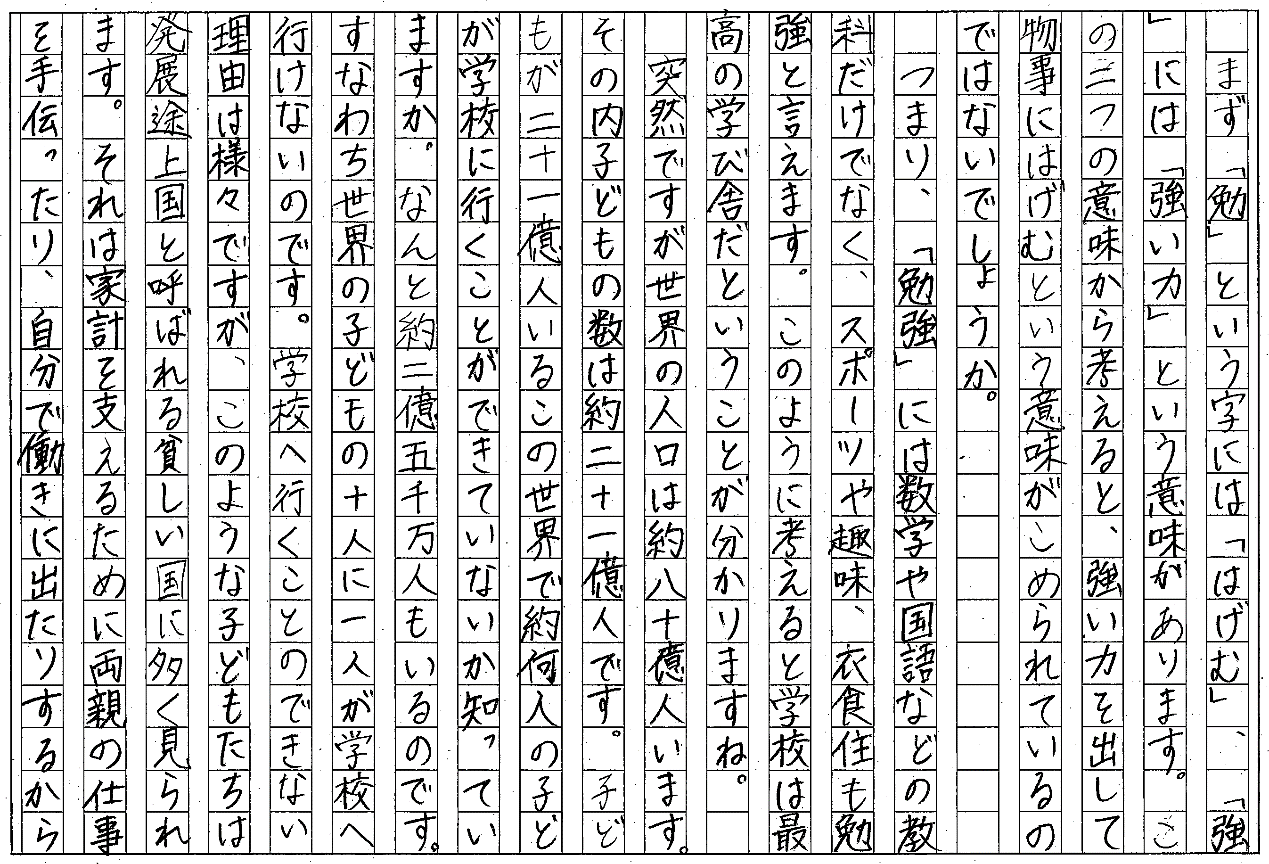 まず「勉」という字には「はげむ」、「強
」には「強い力」という意味があります。こ
の二つの意味から考えると、強い力を出して
物事にはげむという意味がこめられているの
ではないでしょうか。
つまり、「勉強」には数学や国語などの教
科だけでなく、スポーツや趣味、衣食住も勉
強と言えます。このように考えると学校は最
高の学び舎だということが分かりますね。
突然ですが世界の人口は約八十億人います。
その内子どもの数は約二十一億人です。子ど
もが二十一億人いるこの世界で約何人の子ど
が学校に行くことができていないか知ってい
ますか。なんと約二億五千万人もいるのです。
すなわち世界の子どもの十人に一人が学校へ
行けないのです。学校へ行くことのできない
理由は様々ですが、このような子どもたちは
発展途上国と呼ばれる貧しい国に多く見られ
ます。それは家計を支えるために両親の仕事
を手伝ったり、自分で働きに出たりするから